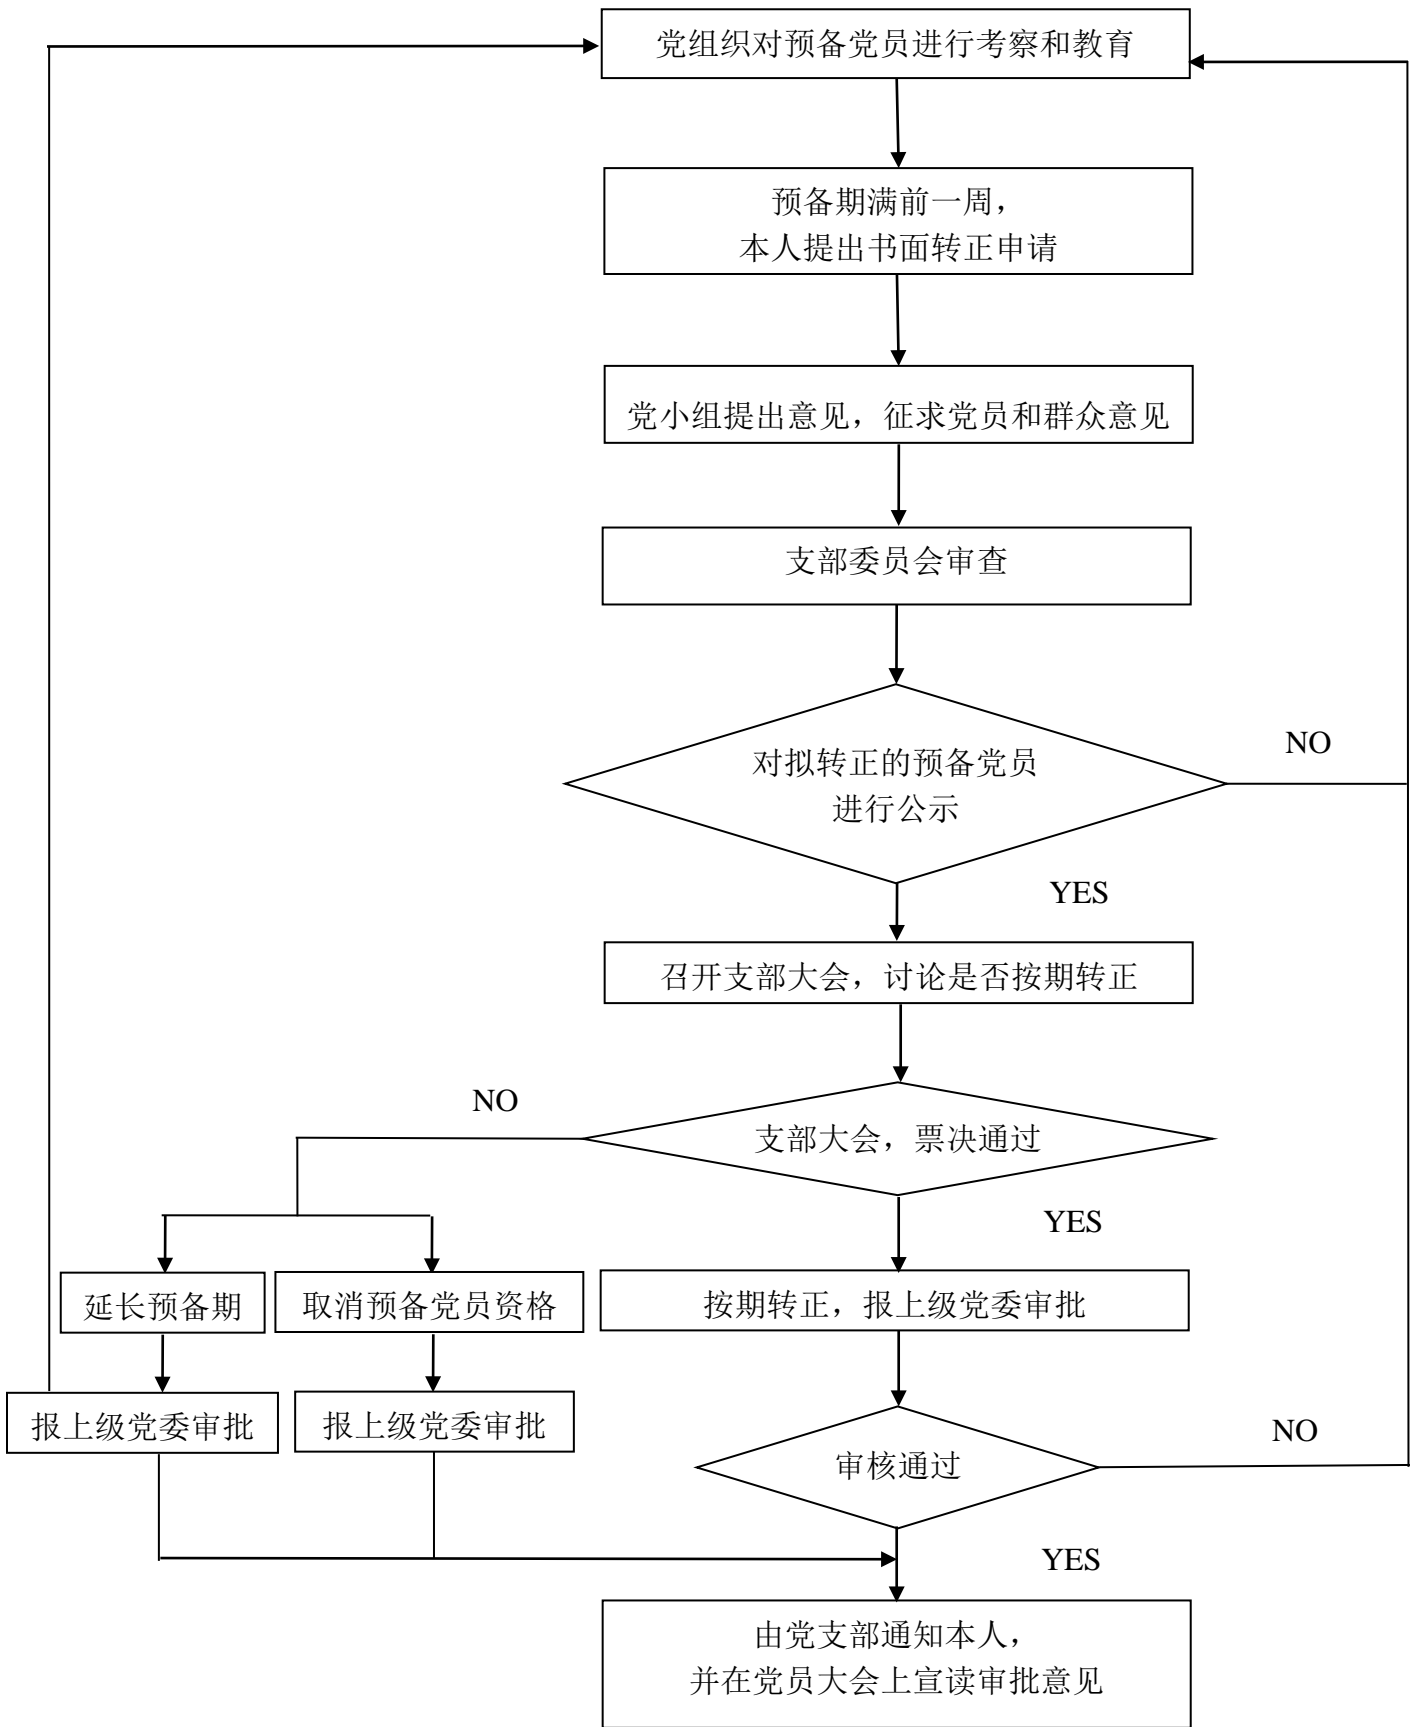 党组织对预备党员进行考察和教育
预备期满前一周，
本人提出书面转正申请
党小组提出意见，征求党员和群众意见
支部委员会审查
对拟转正的预备党员
进行公示
NO
YES
召开支部大会，讨论是否按期转正
NO
支部大会，票决通过
YES
延长预备期
取消预备党员资格
按期转正，报上级党委审批
报上级党委审批
报上级党委审批
审核通过
NO
YES
由党支部通知本人，
并在党员大会上宣读审批意见